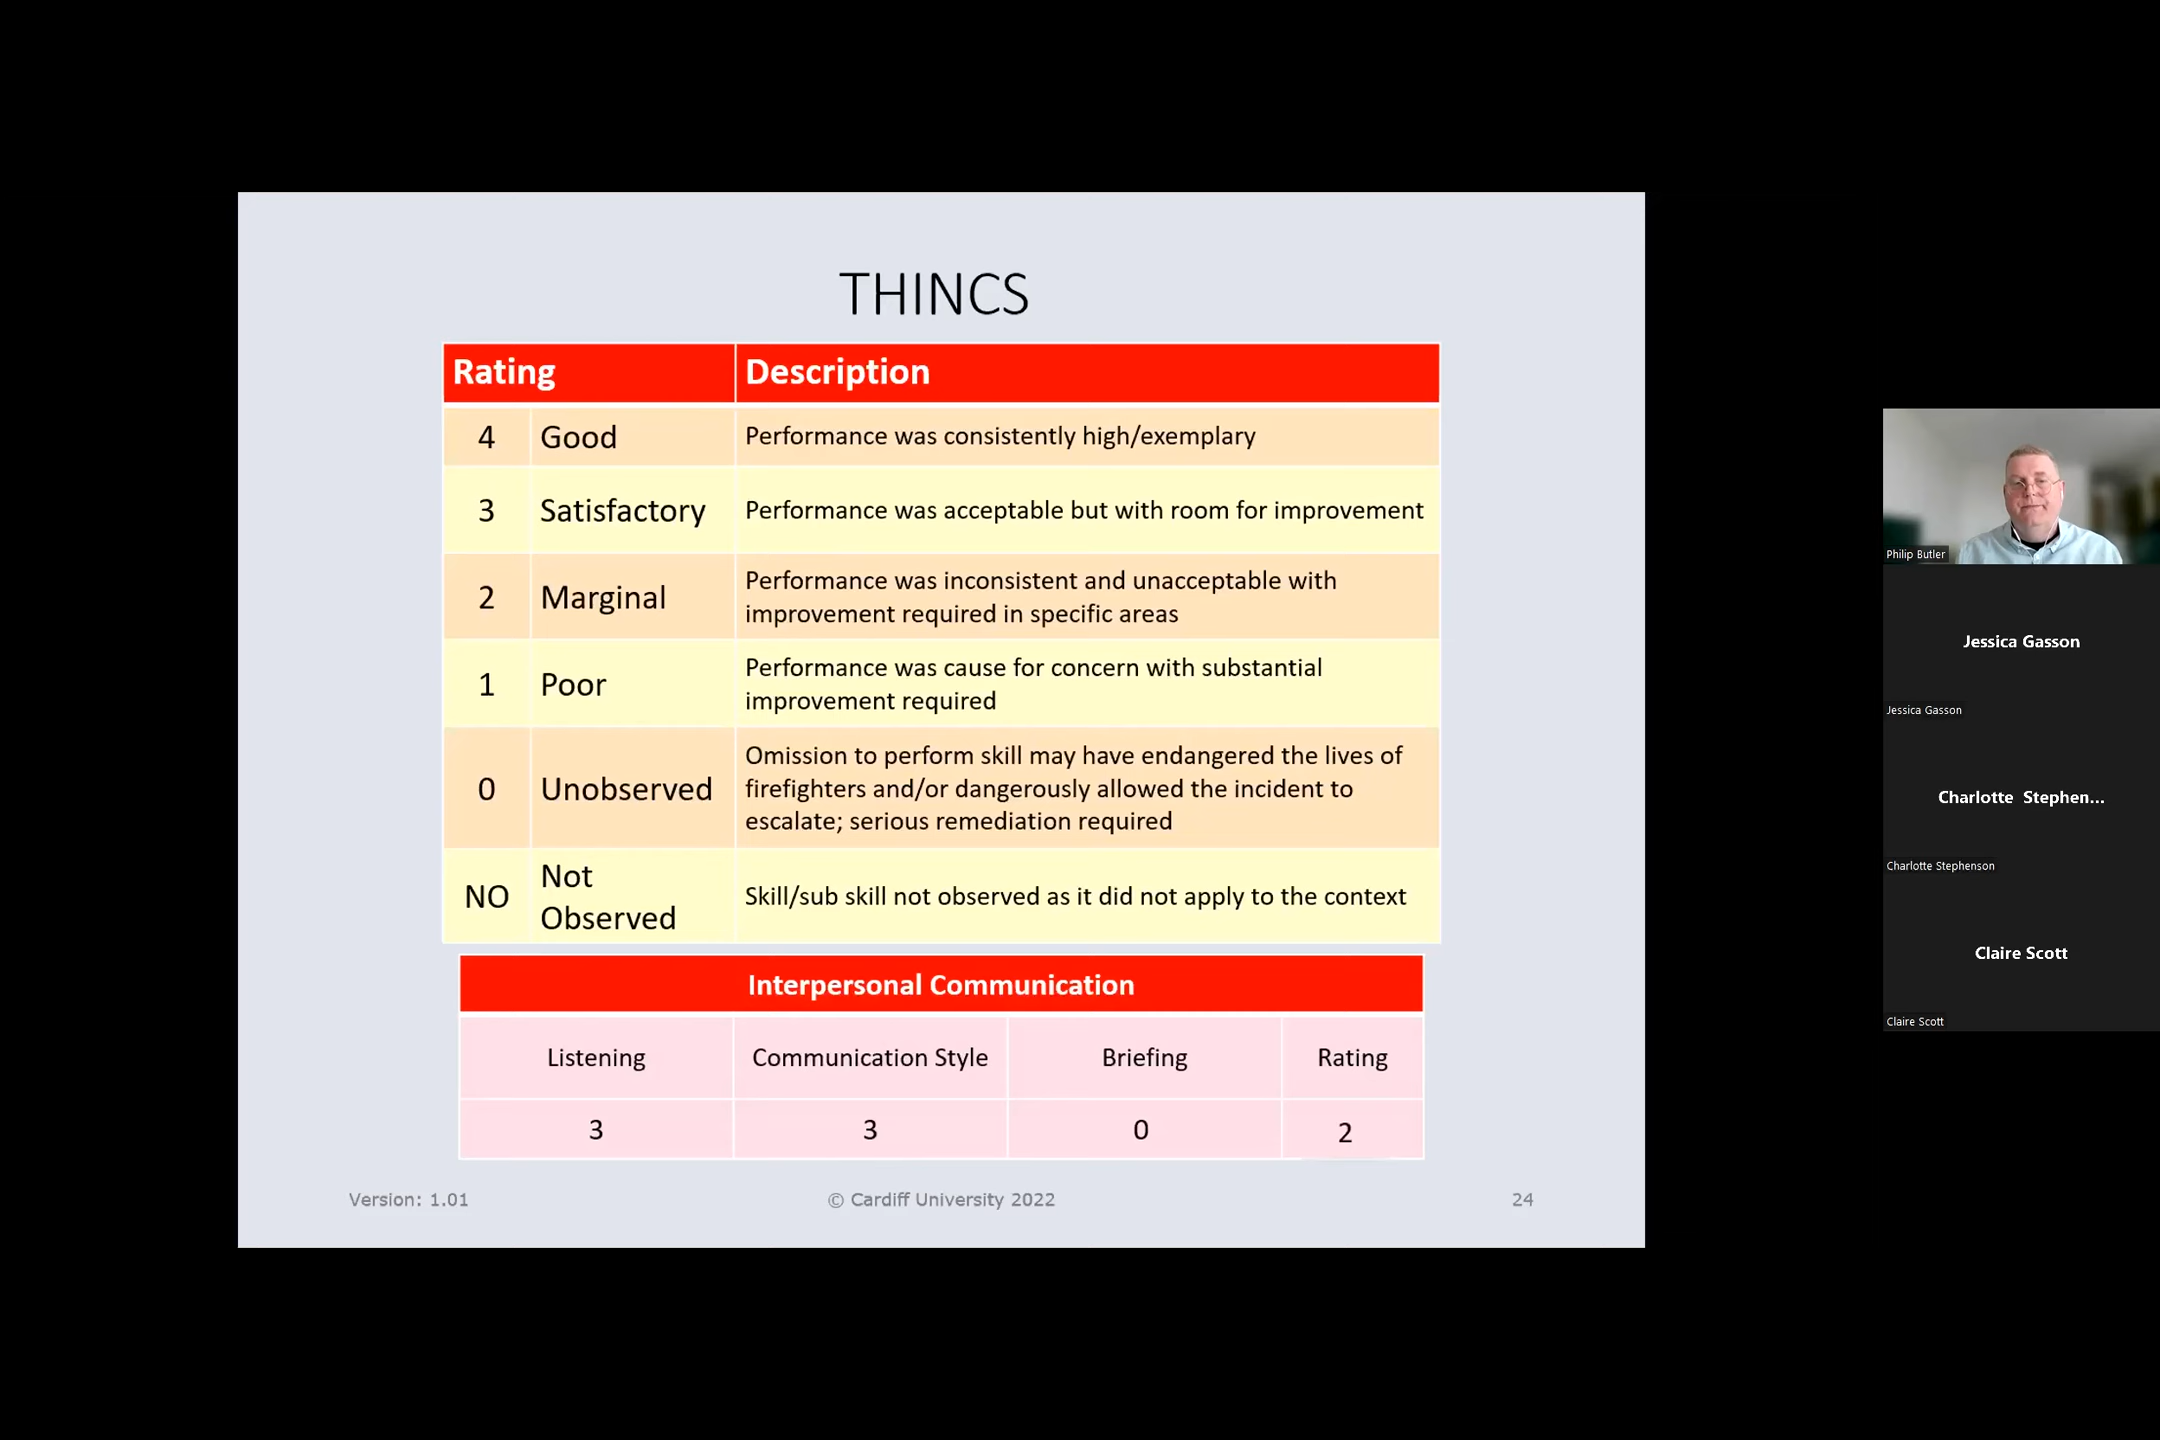 THINCS
Rating Description
4 Good Performance was consistently high/exemplary
3 Satisfactory Performance was acceptable but with room for improvement
2 Marginal Performance was inconsistent and unacceptable with
improvement required in specific areas
1 Poor Performance was cause for concern with substantial
improvement required
0 Unobserved Omission to perform skill may have endangered the lives of
firefighters and/or dangerously allowed the incident to
escalate; serious remediation required
NO Not
Observed Skill/sub skill not observed as it did not apply to the context
Interpersonal Communication
Listening Communication Style Briefing Rating
3 3 0 2
Version: 1.01 © Cardiff University 2022 24
Philip Butler
Jessica Gasson
Jessica Gasson
Charlotte Stephen...
Charlotte Stephenson
Claire Scott
Claire Scott